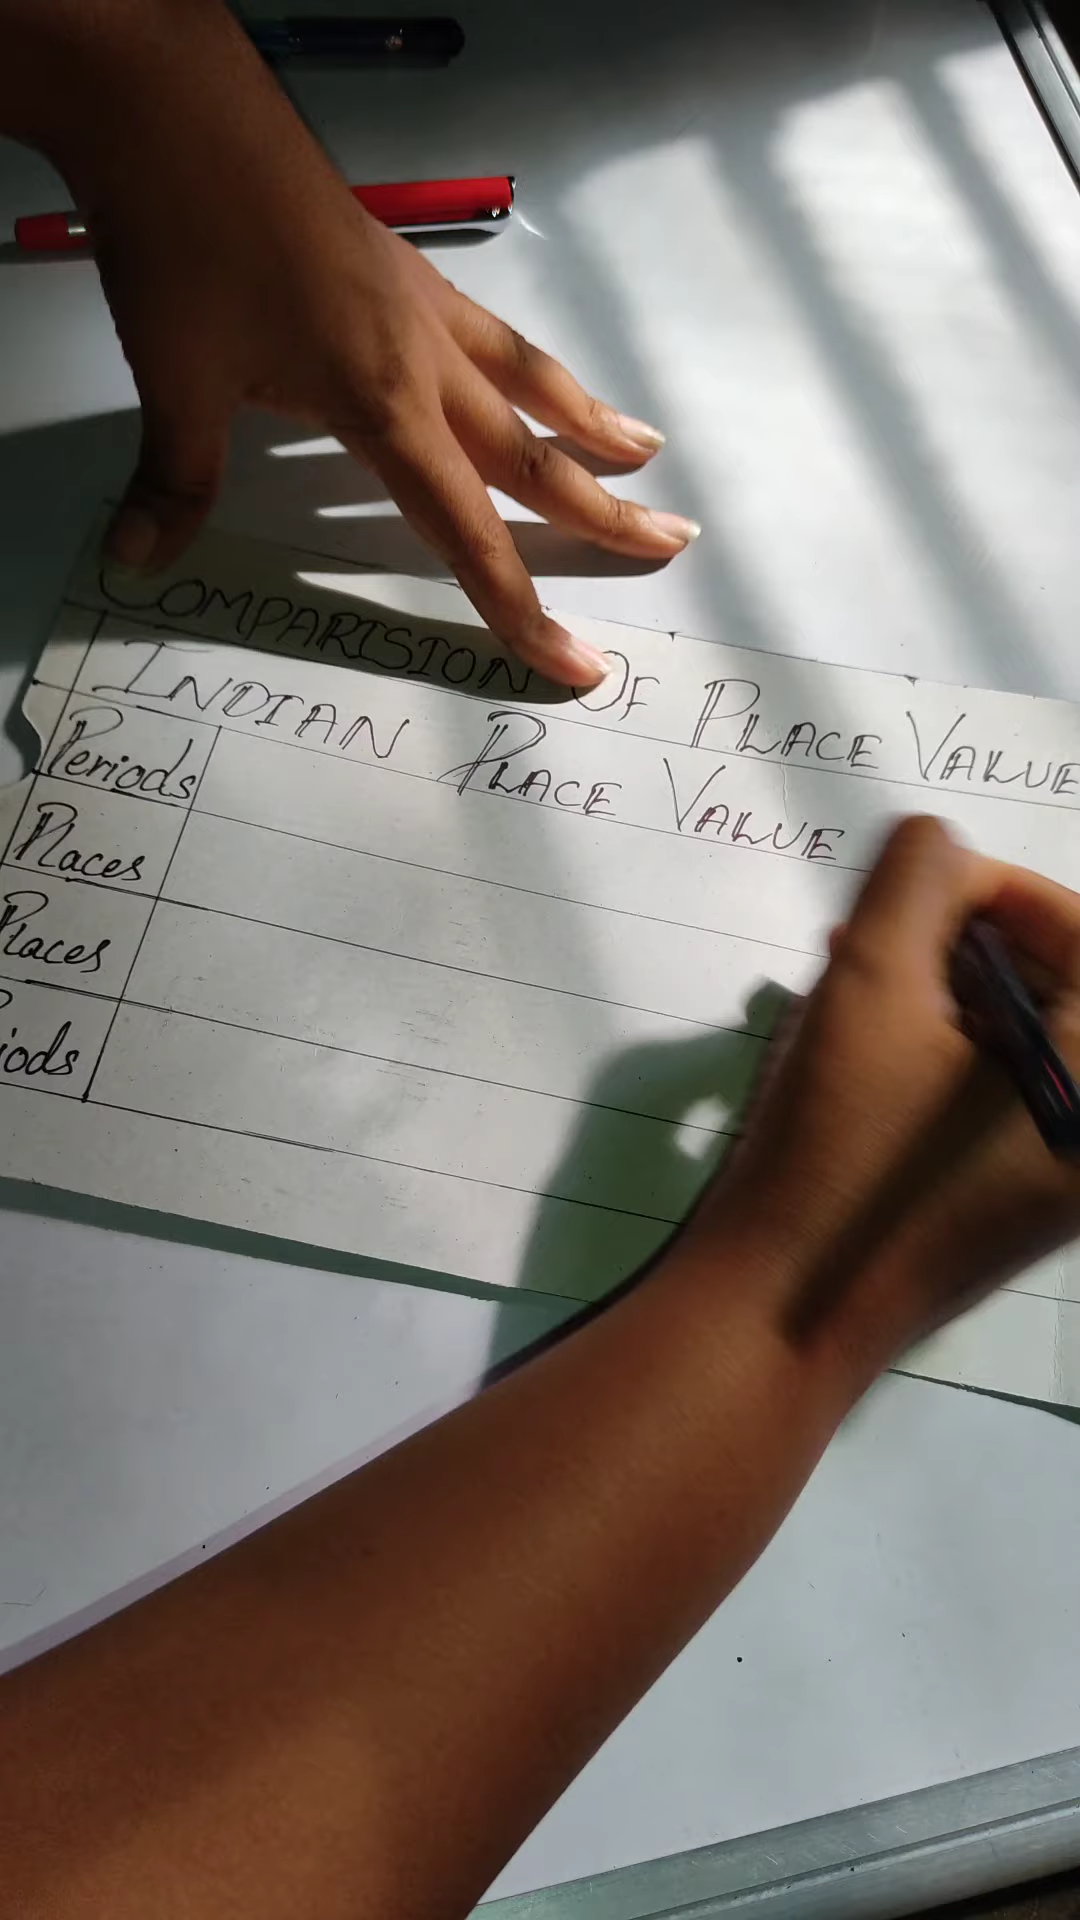 COMPARISION OF PLACE VALUE
INDIAN PLACE VALUE
Periods
Places
Places
iods